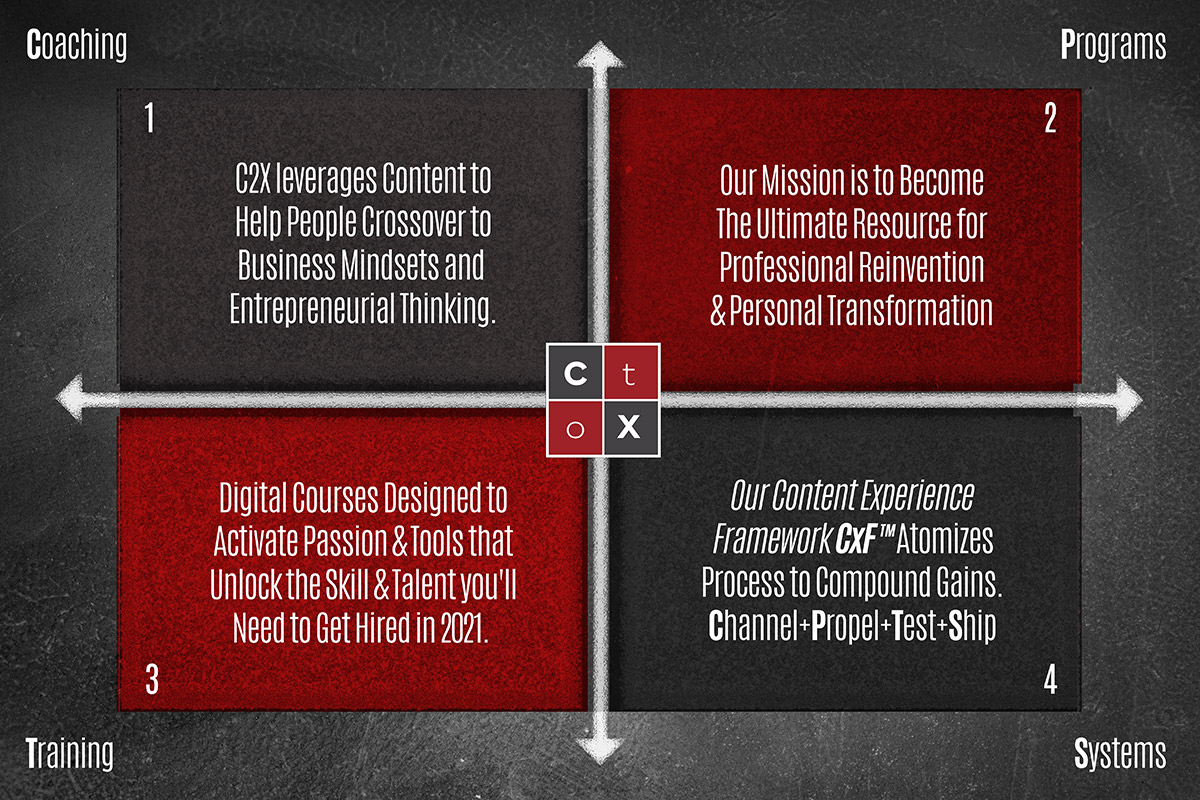 Coaching
Programs
1
C2X leverages Content to
Help People Crossover to
Business Mindsets and
Entrepreneurial Thinking.
2
Our Mission is to Become
The Ultimate Resource for
Professional Reinvention
& Personal Transformation
C t
o X
Digital Courses Designed to
Activate Passion & Tools that
Unlock the Skill & Talent you'll
Need to Get Hired in 2021.
3
Our Content Experience
Framework CxF™ Atomizes
Process to Compound Gains.
Channel+Propel+Test+Ship
4
Training
Systems